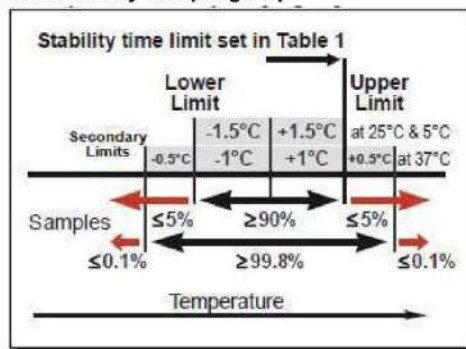 Stability time limit set in Table 1
Lower Upper
Limit Limit
-1.5°C +1.5°C at 25°C & 5°C
Secondary
Limits -0.5°C -1°C +1°C +0.5°C at 37°C
≤5% ≥90% ≤5%
Samples
≤0.1% ≥99.8% ≤0.1%
Temperature